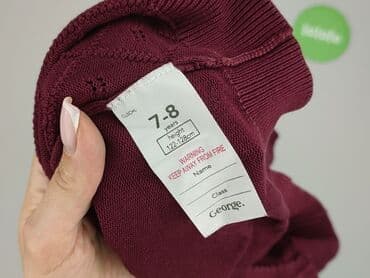 7-8
years
height
122-128cm
WARNING
KEEP AWAY FROM FIRE
Name
Class
George.